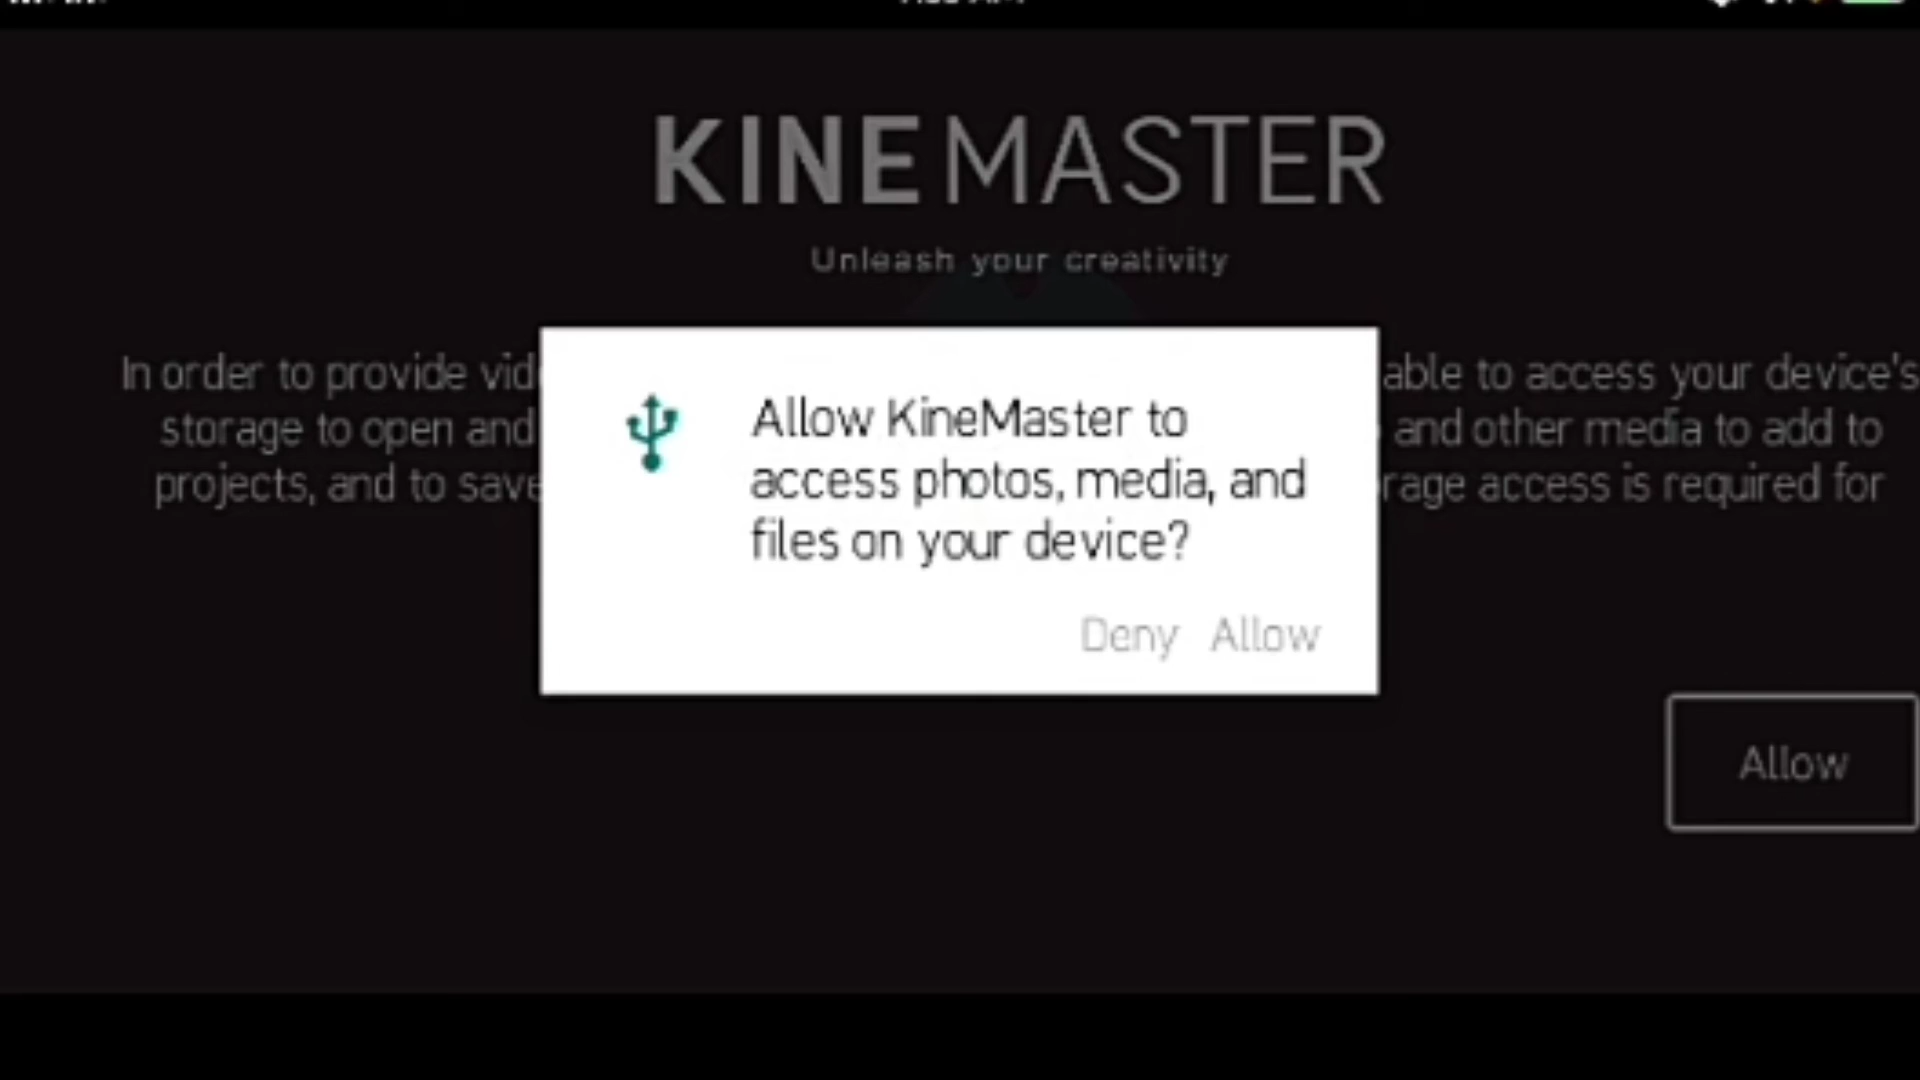 KINEMASTER
Unleash your creativity
In order to provide able to access your device's
storage to open and and other media to add to
projects, and to save access is required for
Allow KineMaster to
access photos, media, and
files on your device?
Deny Allow
Allow